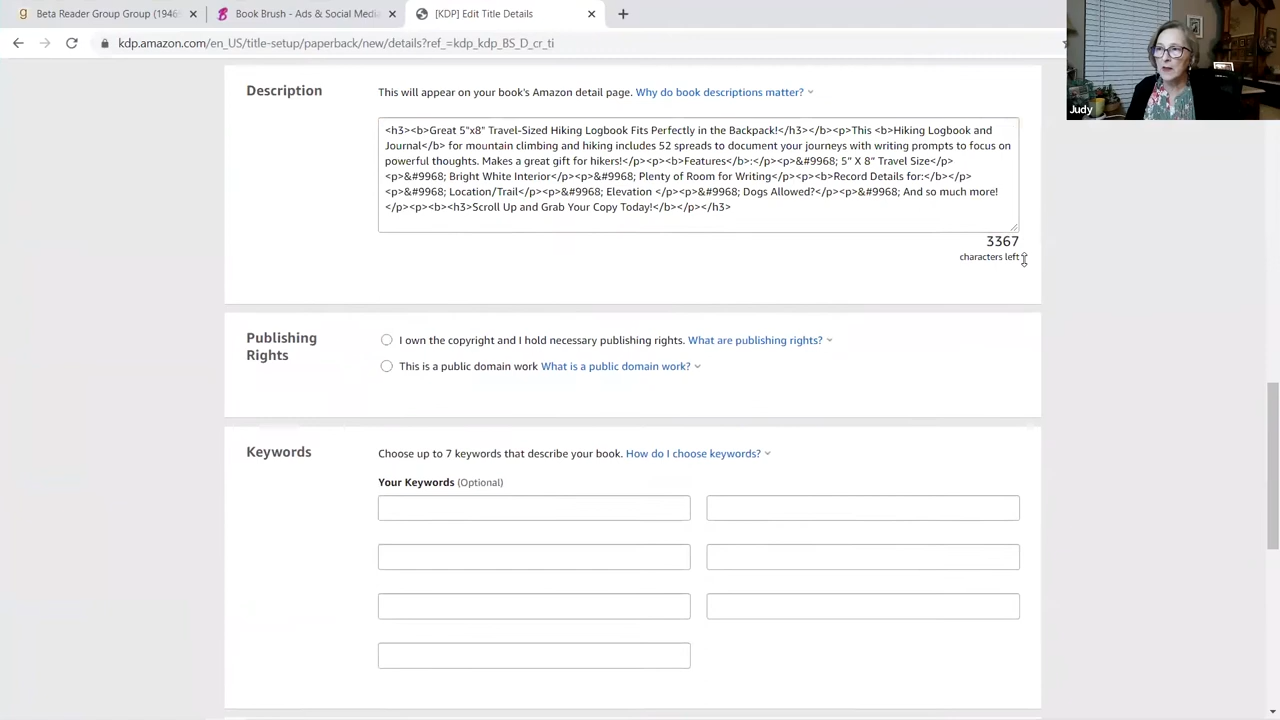 Beta Reader Group Group (1946
Book Brush - Ads & Social Media
[KDP] Edit Title Details
kdp.amazon.com/en_US/title-setup/paperback/new/details?ref_=kdp_kdp_BS_D_cr_ti
Judy
Description
This will appear on your book's Amazon detail page. Why do book descriptions matter?
<h3><b>Great 5"x8" Travel-Sized Hiking Logbook Fits Perfectly in the Backpack!</h3></b><p>This <b>Hiking Logbook and
Journal</b> for mountain climbing and hiking includes 52 spreads to document your journeys with writing prompts to focus on
powerful thoughts. Makes a great gift for hikers!</p><p><b>Features</b>:</p><p>&#9968; 5" X 8" Travel Size</p>
<p>&#9968; Bright White Interior</p><p>&#9968; Plenty of Room for Writing</p><p><b>Record Details for:</b></p>
<p>&#9968; Location/Trail</p><p>&#9968; Elevation </p><p>&#9968; Dogs Allowed?</p><p>&#9968; And so much more!
</p><p><b><h3>Scroll Up and Grab Your Copy Today!</b></p></h3>
3367
characters left
Publishing
Rights
I own the copyright and I hold necessary publishing rights. What are publishing rights?
This is a public domain work What is a public domain work?
Keywords
Choose up to 7 keywords that describe your book. How do I choose keywords?
Your Keywords (Optional)